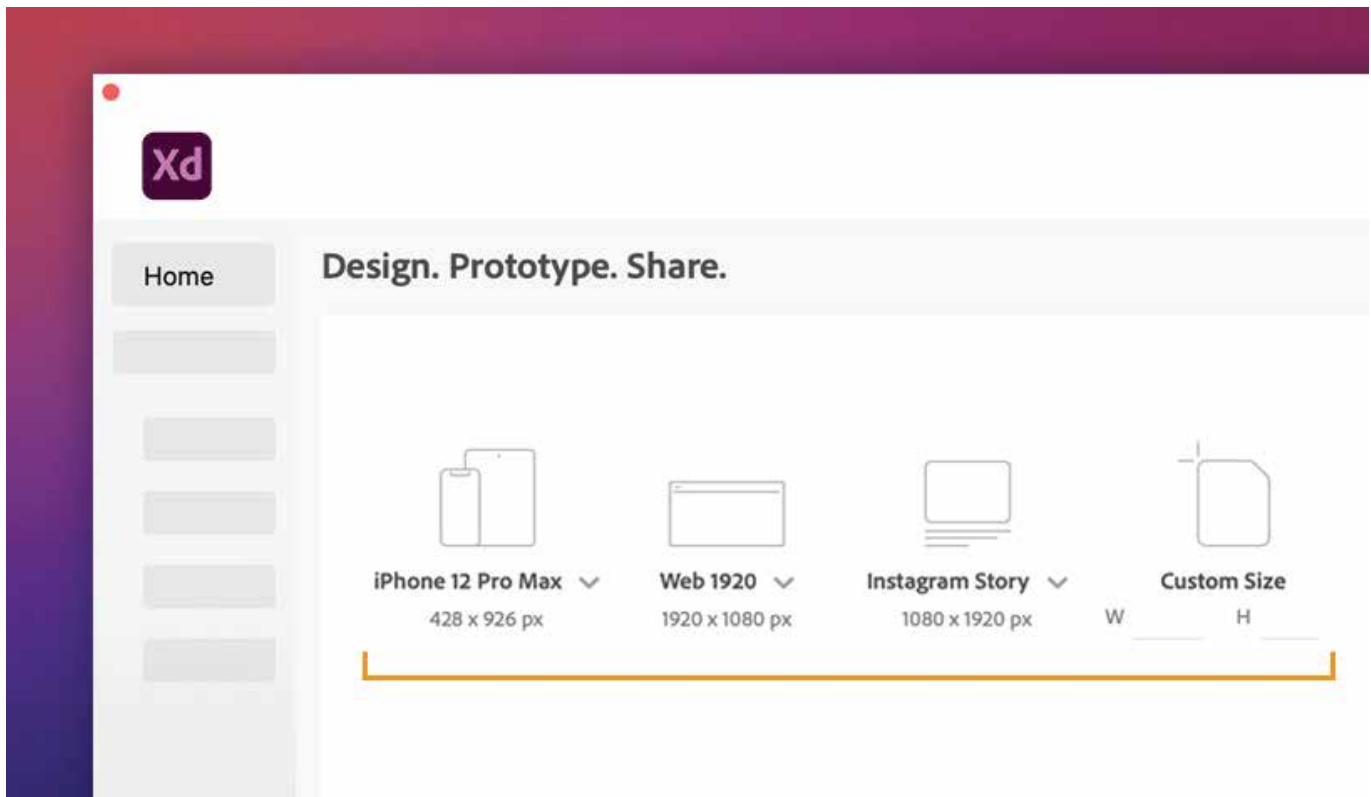 Xd
Home
Design. Prototype. Share.
iPhone 12 Pro Max
428 x 926 px
Web 1920
1920 x 1080 px
Instagram Story
1080 x 1920 px
Custom Size
W H